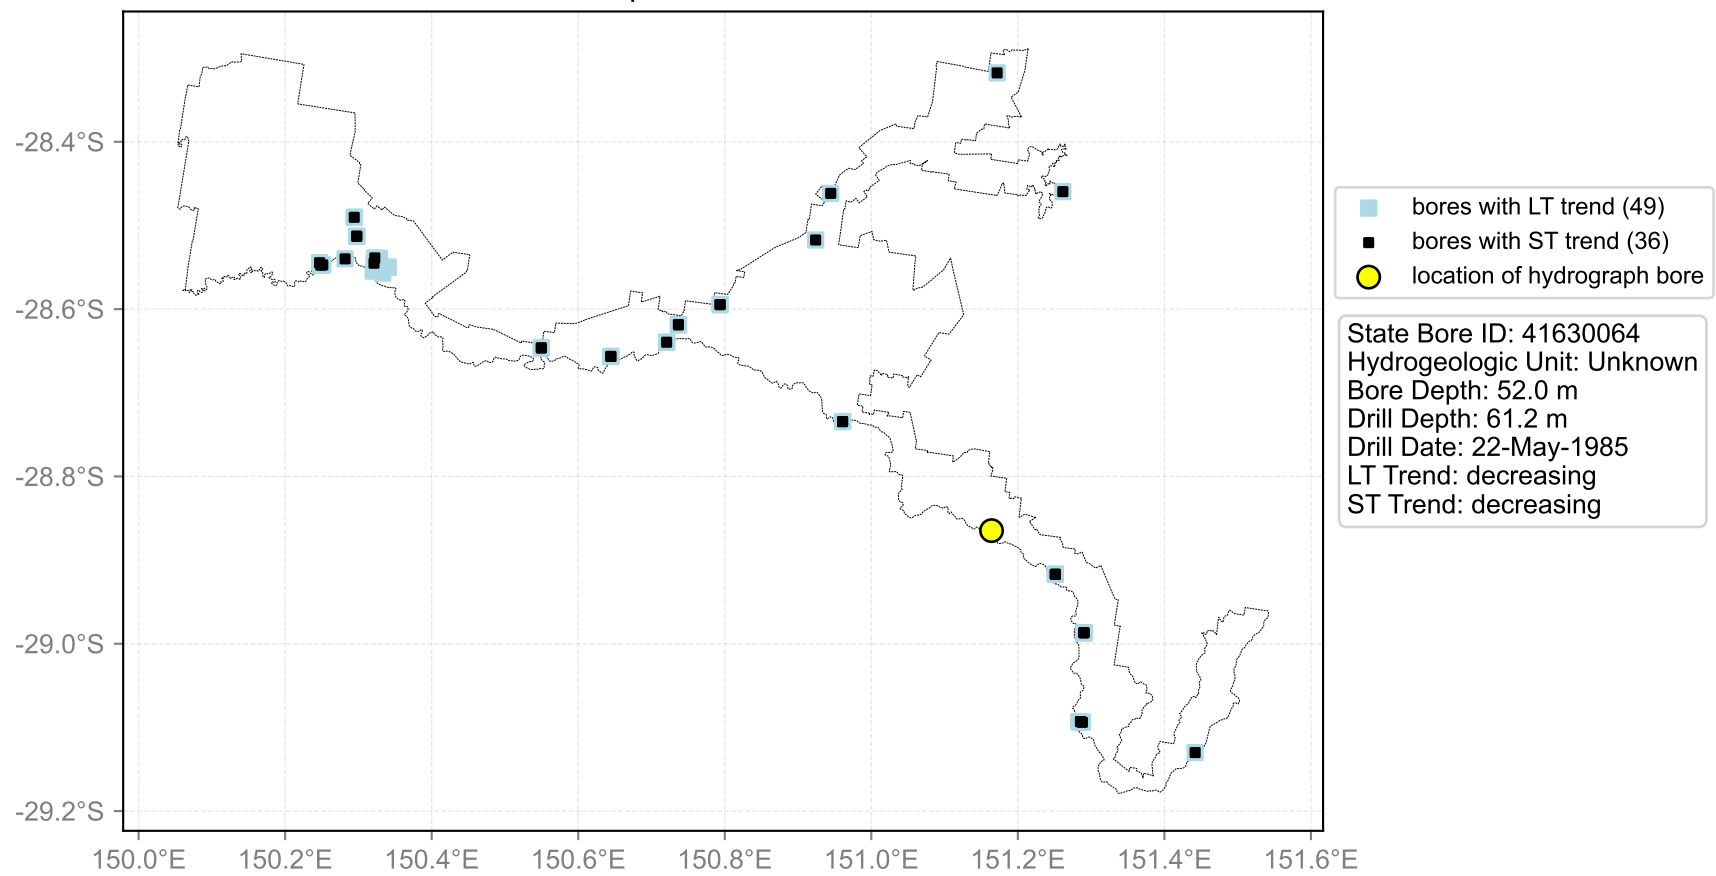 -28.4°S
-28.6°S
-28.8°S
-29.0°S
-29.2°S
150.0°E 150.2°E 150.4°E 150.6°E 150.8°E 151.0°E 151.2°E 151.4°E 151.6°E
bores with LT trend (49)
bores with ST trend (36)
location of hydrograph bore
State Bore ID: 41630064
Hydrogeologic Unit: Unknown
Bore Depth: 52.0 m
Drill Depth: 61.2 m
Drill Date: 22-May-1985
LT Trend: decreasing
ST Trend: decreasing